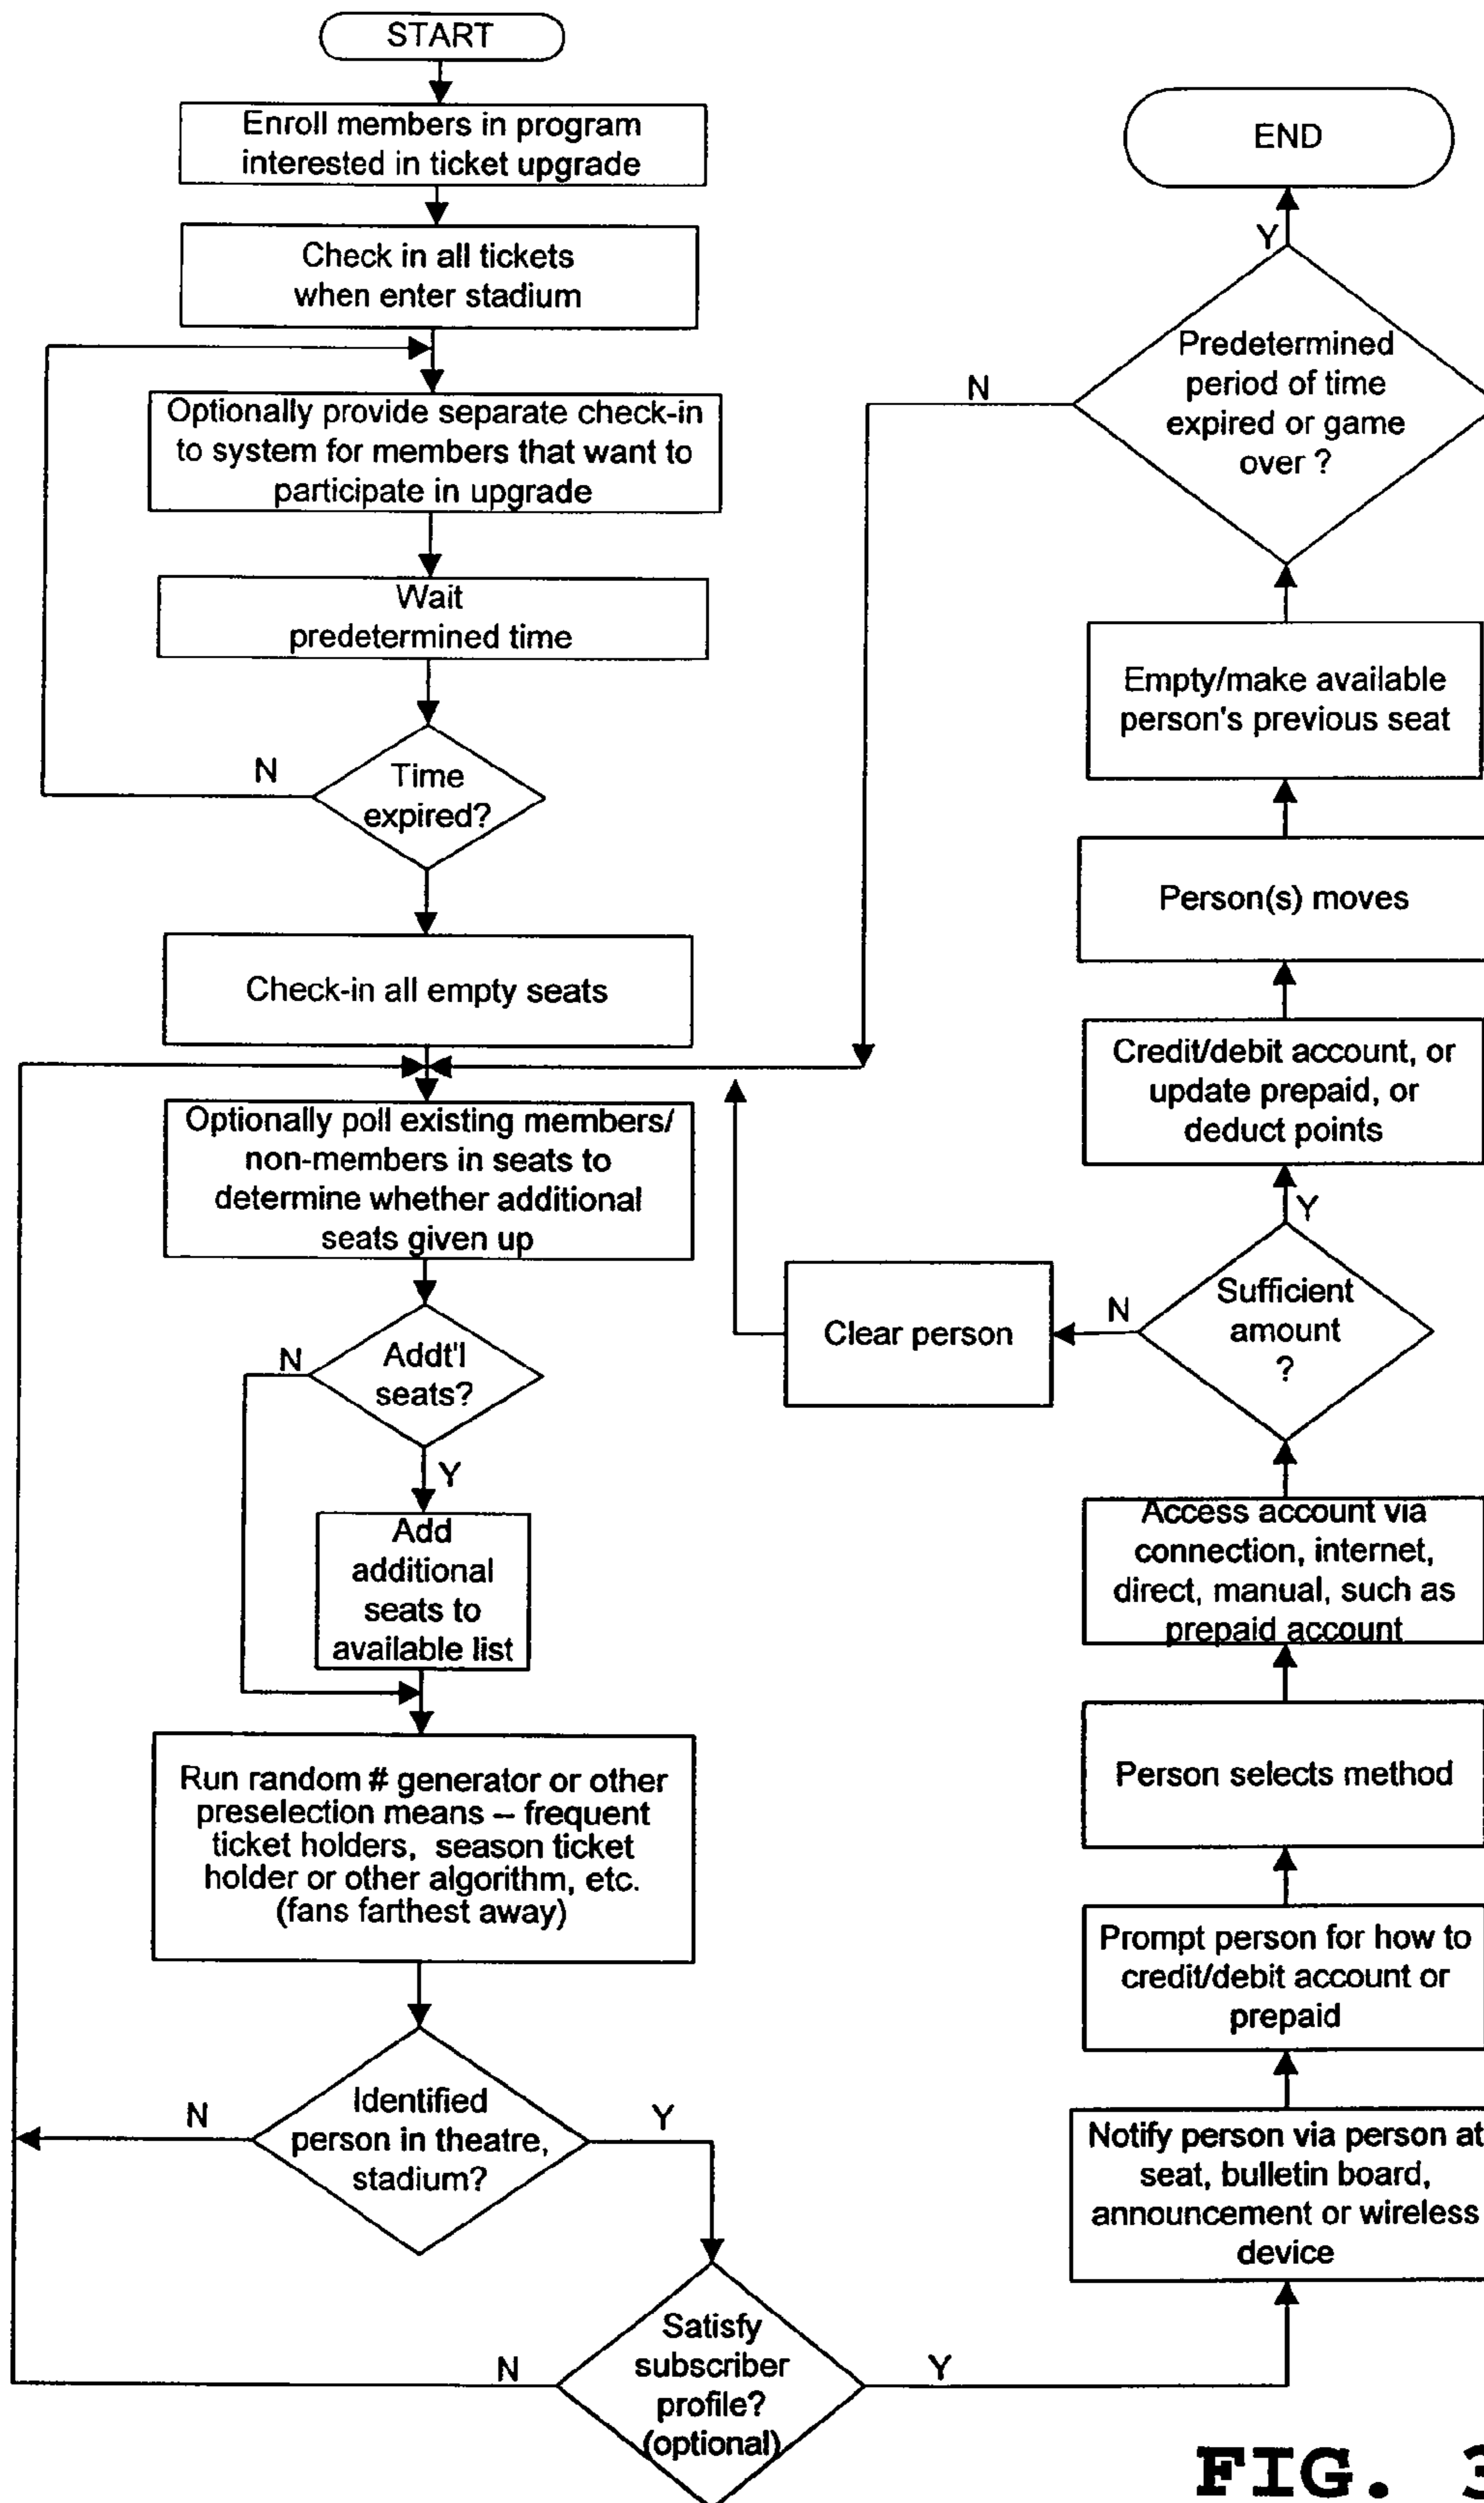 START
Enroll members in program
interested in ticket upgrade
Check in all tickets
when enter stadium
Optionally provide separate check-in
to system for members that want to
participate in upgrade
Wait
predetermined time
N
Time
expired?
Check-in all empty seats
Optionally poll existing members/
non-members in seats to
determine whether additional
seats given up
N
Addt'l
seats?
Y
Add
additional
seats to
available list
Run random # generator or other
preselection means – frequent
ticket holders, season ticket
holder or other algorithm, etc.
(fans farthest away)
N
Identified
person in theatre,
stadium?
Y
N
Satisfy
subscriber
profile?
(optional)
Y
Notify person via person at
seat, bulletin board,
announcement or wireless
device
Prompt person for how to
credit/debit account or
prepaid
Person selects method
Access account via
connection, internet,
direct, manual, such as
prepaid account
Sufficient
amount
?
N
Clear person
Y
Credit/debit account, or
update prepaid, or
deduct points
Person(s) moves
Empty/make available
person's previous seat
Predetermined
period of time
expired or game
over ?
N
Y
END
FIG. 3